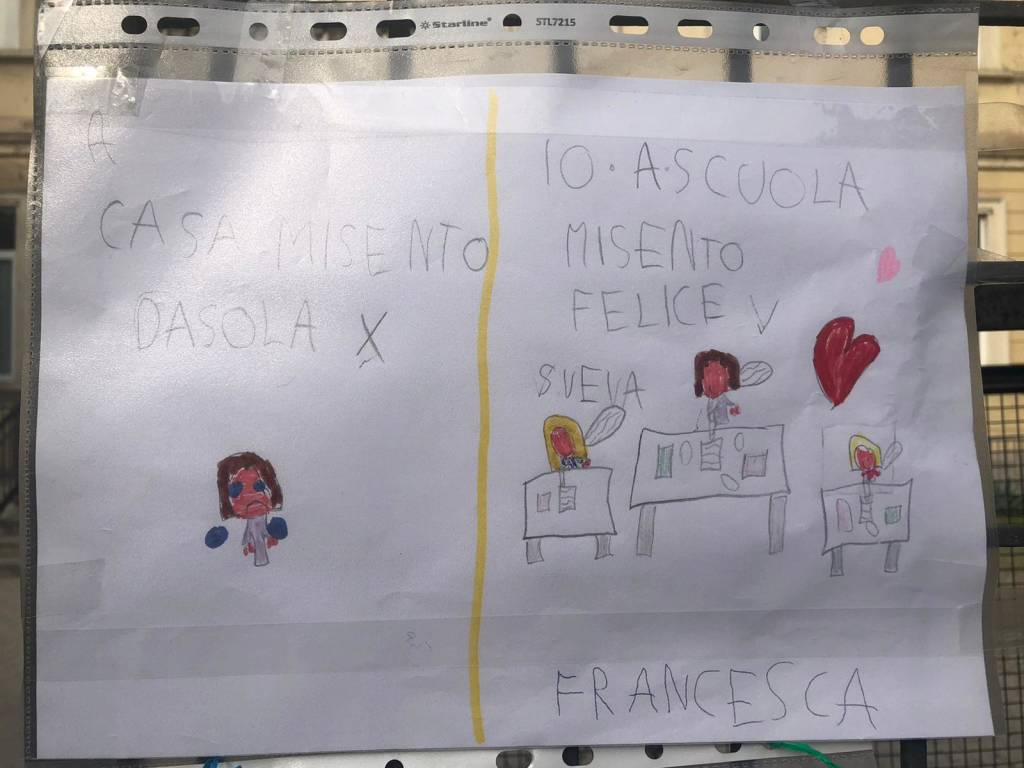 Starline® STL7215
A
CASA MISENTO
DASOLA X
IO · A·SCUOLA
MISENTO
FELICE V
SVEVA
FRANCESCA